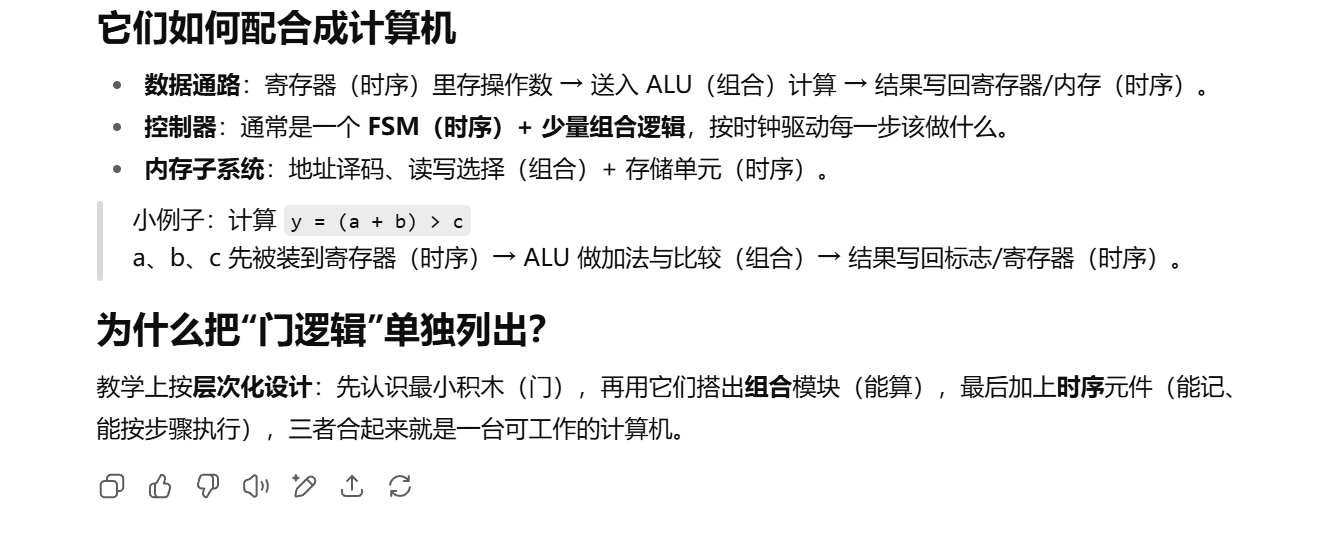 它们如何配合成计算机
数据通路：寄存器（时序）里存操作数 → 送入 ALU（组合）计算 → 结果写回寄存器/内存（时序）。
控制器：通常是一个 FSM（时序）+ 少量组合逻辑，按时钟驱动每一步该做什么。
内存子系统：地址译码、读写选择（组合）+ 存储单元（时序）。
小例子：计算 y = (a + b) > c
a、b、c 先被装到寄存器（时序）→ ALU 做加法与比较（组合）→ 结果写回标志/寄存器（时序）。
为什么把“门逻辑”单独列出？
教学上按层次化设计：先认识最小积木（门），再用它们搭出组合模块（能算），最后加上时序元件（能记、
能按步骤执行），三者合起来就是一台可工作的计算机。